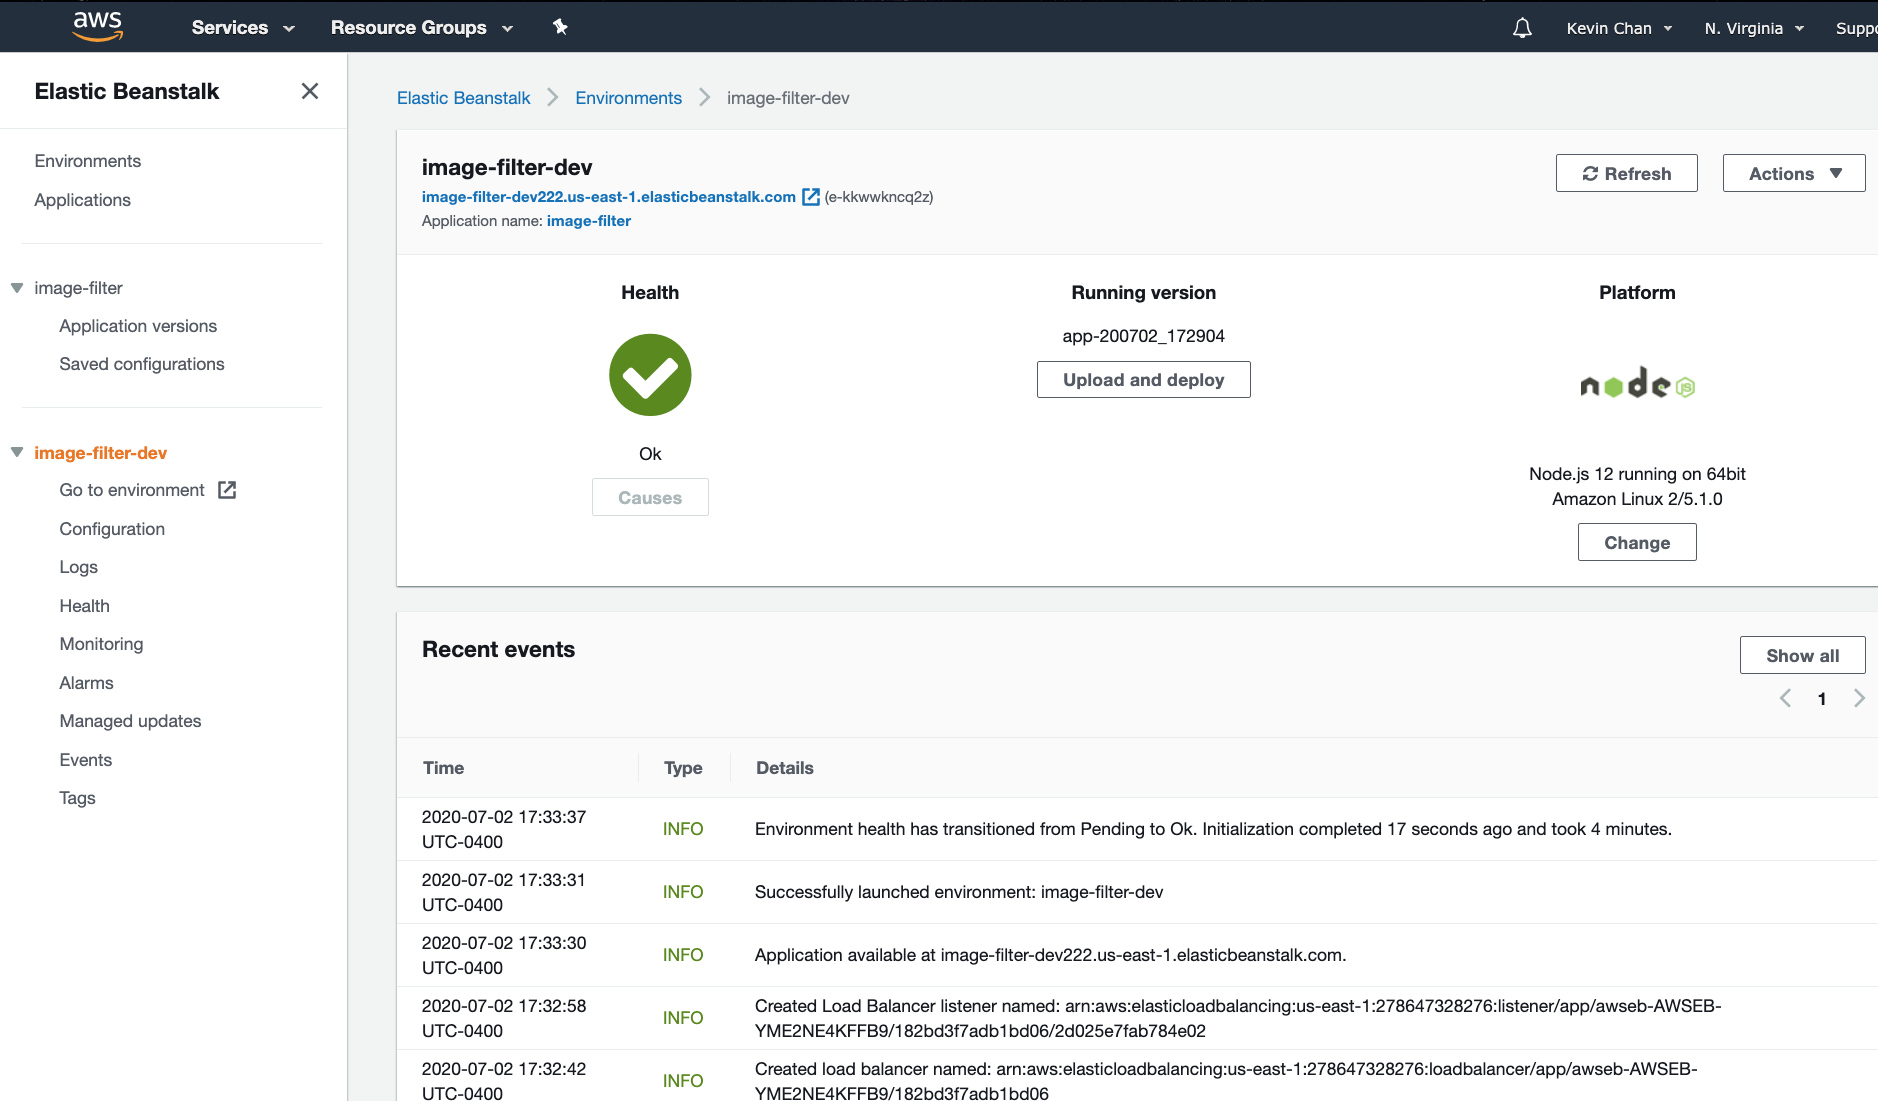 aws
Services
Resource Groups
Kevin Chan
N. Virginia
Suppo
Elastic Beanstalk
Environments
Applications
image-filter
Application versions
Saved configurations
image-filter-dev
Go to environment
Configuration
Logs
Health
Monitoring
Alarms
Managed updates
Events
Tags
Elastic Beanstalk
Environments
image-filter-dev
image-filter-dev
image-filter-dev222.us-east-1.elasticbeanstalk.com (e-kkwwkncq2z)
Application name: image-filter
Refresh
Actions
Health
Ok
Causes
Running version
app-200702_172904
Upload and deploy
Platform
node js
Node.js 12 running on 64bit
Amazon Linux 2/5.1.0
Change
Recent events
Show all
1
Time Type Details
2020-07-02 17:33:37
UTC-0400
INFO
Environment health has transitioned from Pending to Ok. Initialization completed 17 seconds ago and took 4 minutes.
2020-07-02 17:33:31
UTC-0400
INFO
Successfully launched environment: image-filter-dev
2020-07-02 17:33:30
UTC-0400
INFO
Application available at image-filter-dev222.us-east-1.elasticbeanstalk.com.
2020-07-02 17:32:58
UTC-0400
INFO
Created Load Balancer listener named: arn:aws:elasticloadbalancing:us-east-1:278647328276:listener/app/awseb-AWSEB-
YME2NE4KFFB9/182bd3f7adb1bd06/2d025e7fab784e02
2020-07-02 17:32:42
UTC-0400
INFO
Created load balancer named: arn:aws:elasticloadbalancing:us-east-1:278647328276:loadbalancer/app/awseb-AWSEB-
YME2NE4KFFB9/182bd3f7adb1bd06